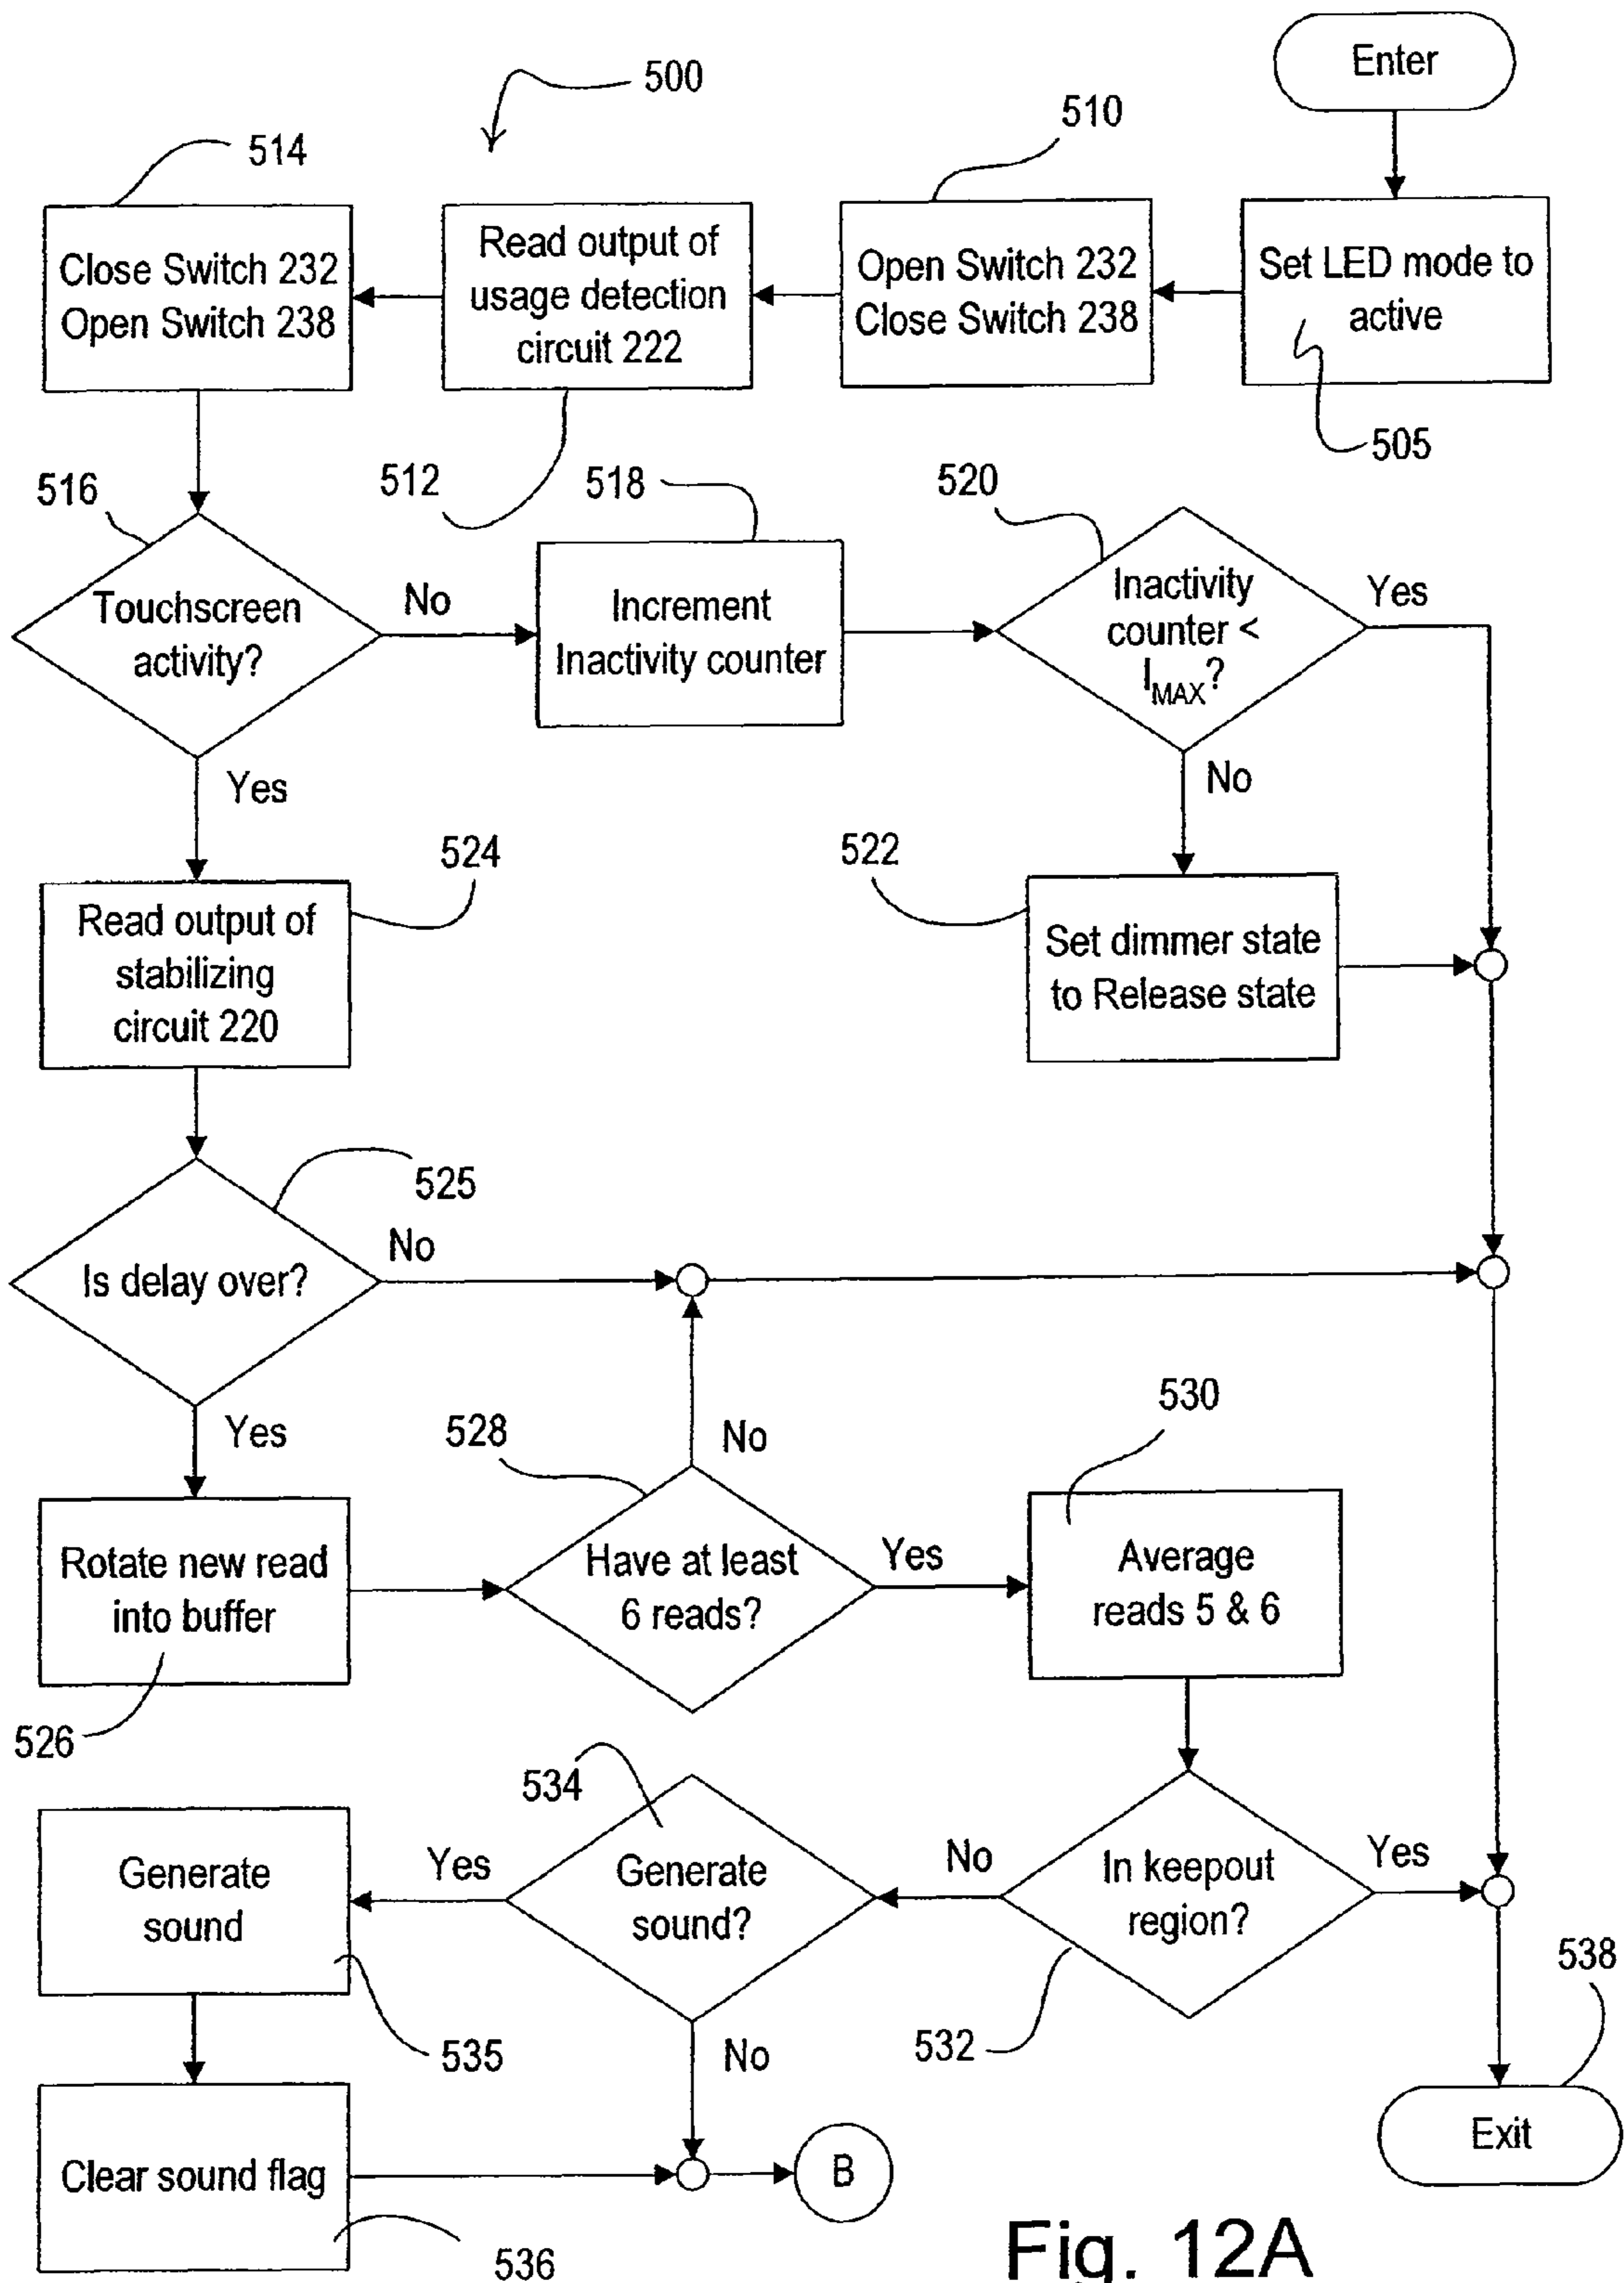 Enter
500
510
514
Set LED mode to
active
505
Open Switch 232
Close Switch 238
Read output of
usage detection
circuit 222
512
Close Switch 232
Open Switch 238
516
Touchscreen
activity?
No
Yes
518
Increment
Inactivity counter
520
Inactivity
counter <
IMAX?
Yes
No
522
Set dimmer state
to Release state
524
Read output of
stabilizing
circuit 220
525
Is delay over?
No
Yes
Rotate new read
into buffer
526
528
Have at least
6 reads?
No
Yes
530
Average
reads 5 & 6
In keepout
region?
Yes
No
532
534
Generate
sound?
Yes
No
Generate
sound
535
Clear sound flag
536
B
538
Exit
Fig. 12A